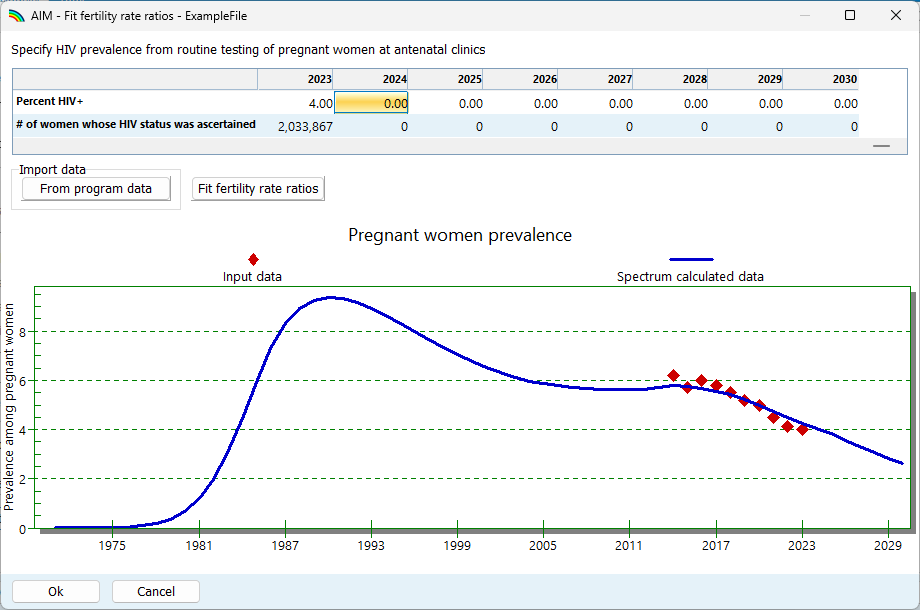 AIM - Fit fertility rate ratios - ExampleFile
Specify HIV prevalence from routine testing of pregnant women at antenatal clinics
2023 2024 2025 2026 2027 2028 2029 2030
Percent HIV+ 4.00 0.00 0.00 0.00 0.00 0.00 0.00 0.00
# of women whose HIV status was ascertained 2,033,867 0 0 0 0 0 0 0
Import data
From program data Fit fertility rate ratios
Pregnant women prevalence
Input data Spectrum calculated data
Prevalence among pregnant women
8
6
4
2
0
1975 1981 1987 1993 1999 2005 2011 2017 2023 2029
Ok Cancel